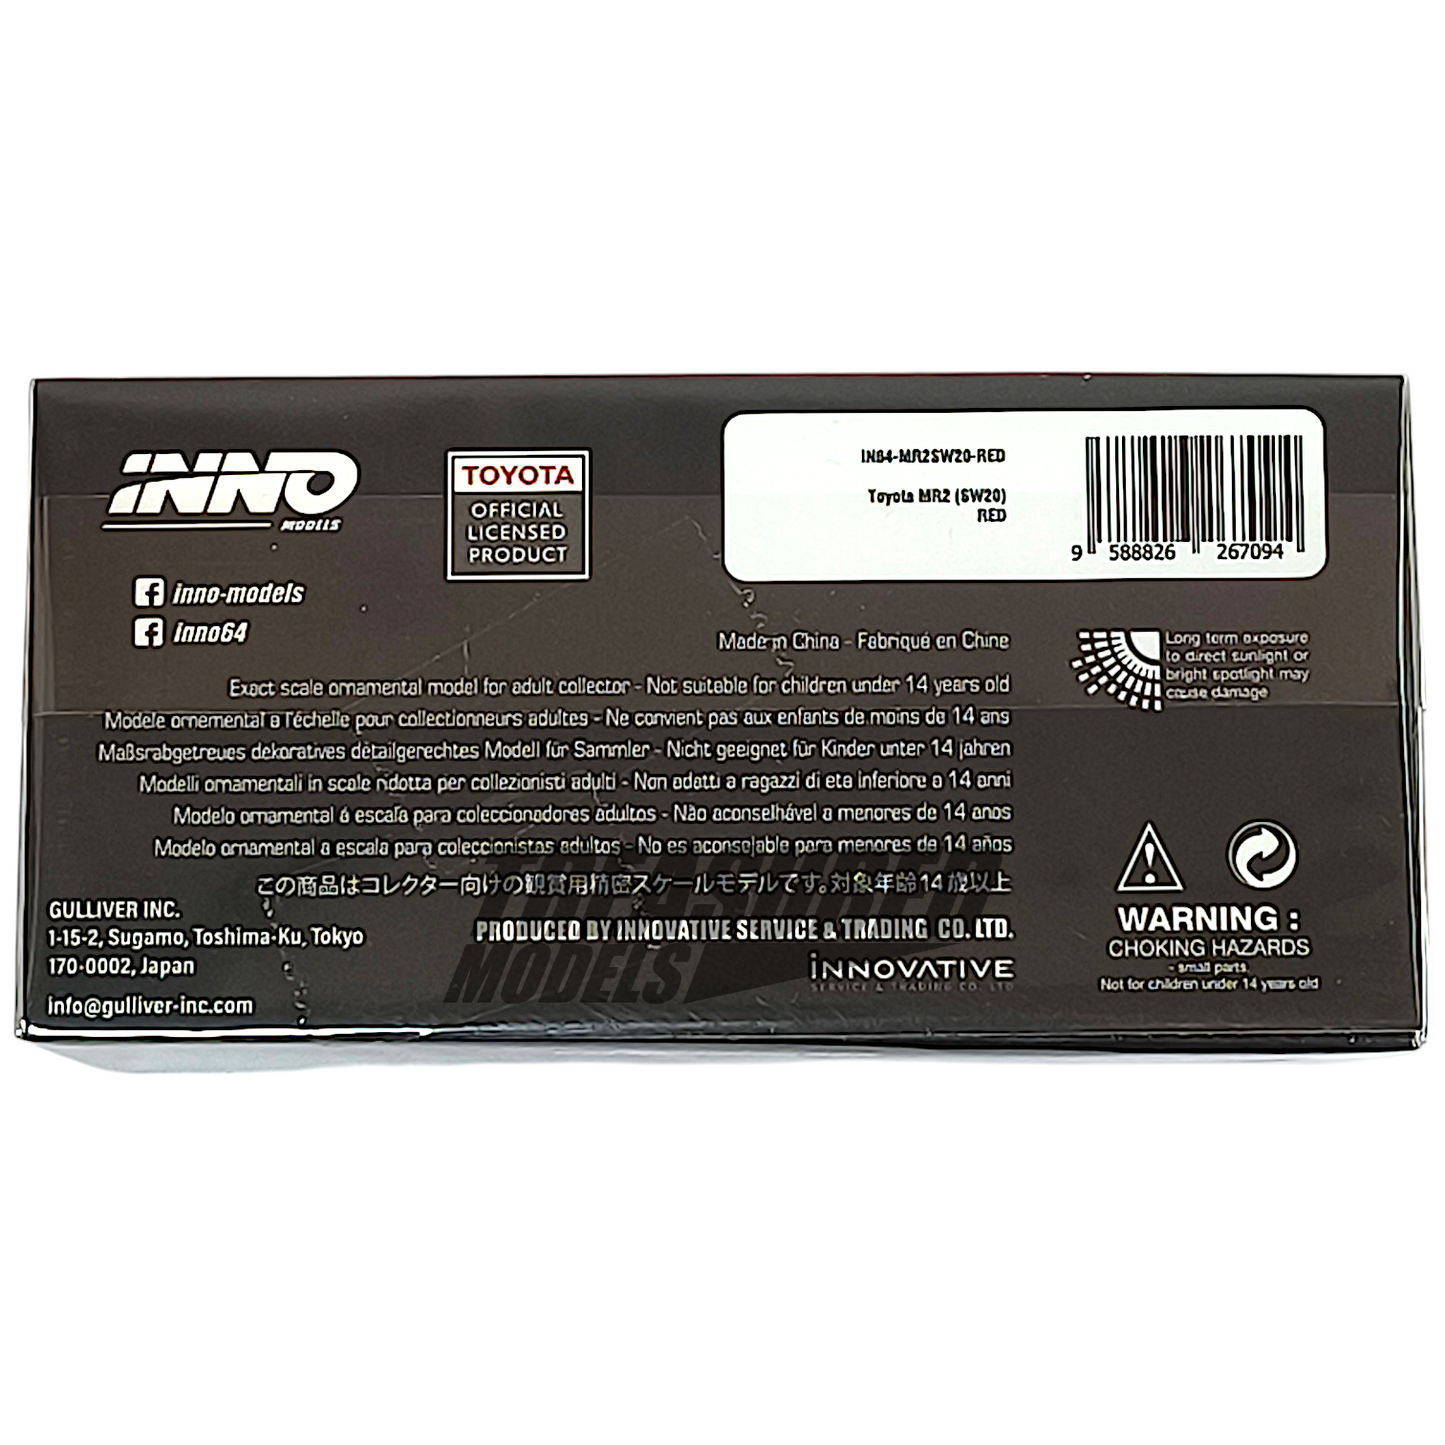 INNO
MODELS
TOYOTA
OFFICIAL
LICENSED
PRODUCT
IN64-MR2SW20-RED
Toyota MR2 (SW20)
RED
9 588826 267094
inno-models
inno64
Made in China - Fabriqué en Chine
Long term exposure
to direct sunlight or
bright spotlight may
cause damage
Exact scale ornamental model for adult collector - Not suitable for children under 14 years old
Modele ornemental a l'échelle pour collectionneurs adultes - Ne convient pas aux enfants de moins de 14 ans
Maßsrabgetreues dekoratives detailgerechtes Modell für Sammler - Nicht geeignet für Kinder unter 14 jahren
Modelli ornamentali in scale ridotta per collezionisti adulti - Non adatti a ragazzi di eta inferiore a 14 anni
Modelo ornamental á escala para coleccionadores adultos - Não aconselhável a menores de 14 anos
Modelo ornamental a escala para coleccionistas adultos - No es aconsejable para menores de 14 años
この商品はコレクター向けの観賞用精密スケールモデルです。対象年齢14歳以上
GULLIVER INC.
1-15-2, Sugamo, Toshima-Ku, Tokyo
170-0002, Japan
info@gulliver-inc.com
PRODUCED BY INNOVATIVE SERVICE & TRADING CO. LTD.
INNOVATIVE
SERVICE & TRADING CO. LTD
TREASURED
MODELS
WARNING :
CHOKING HAZARDS
- small parts.
Not for children under 14 years old